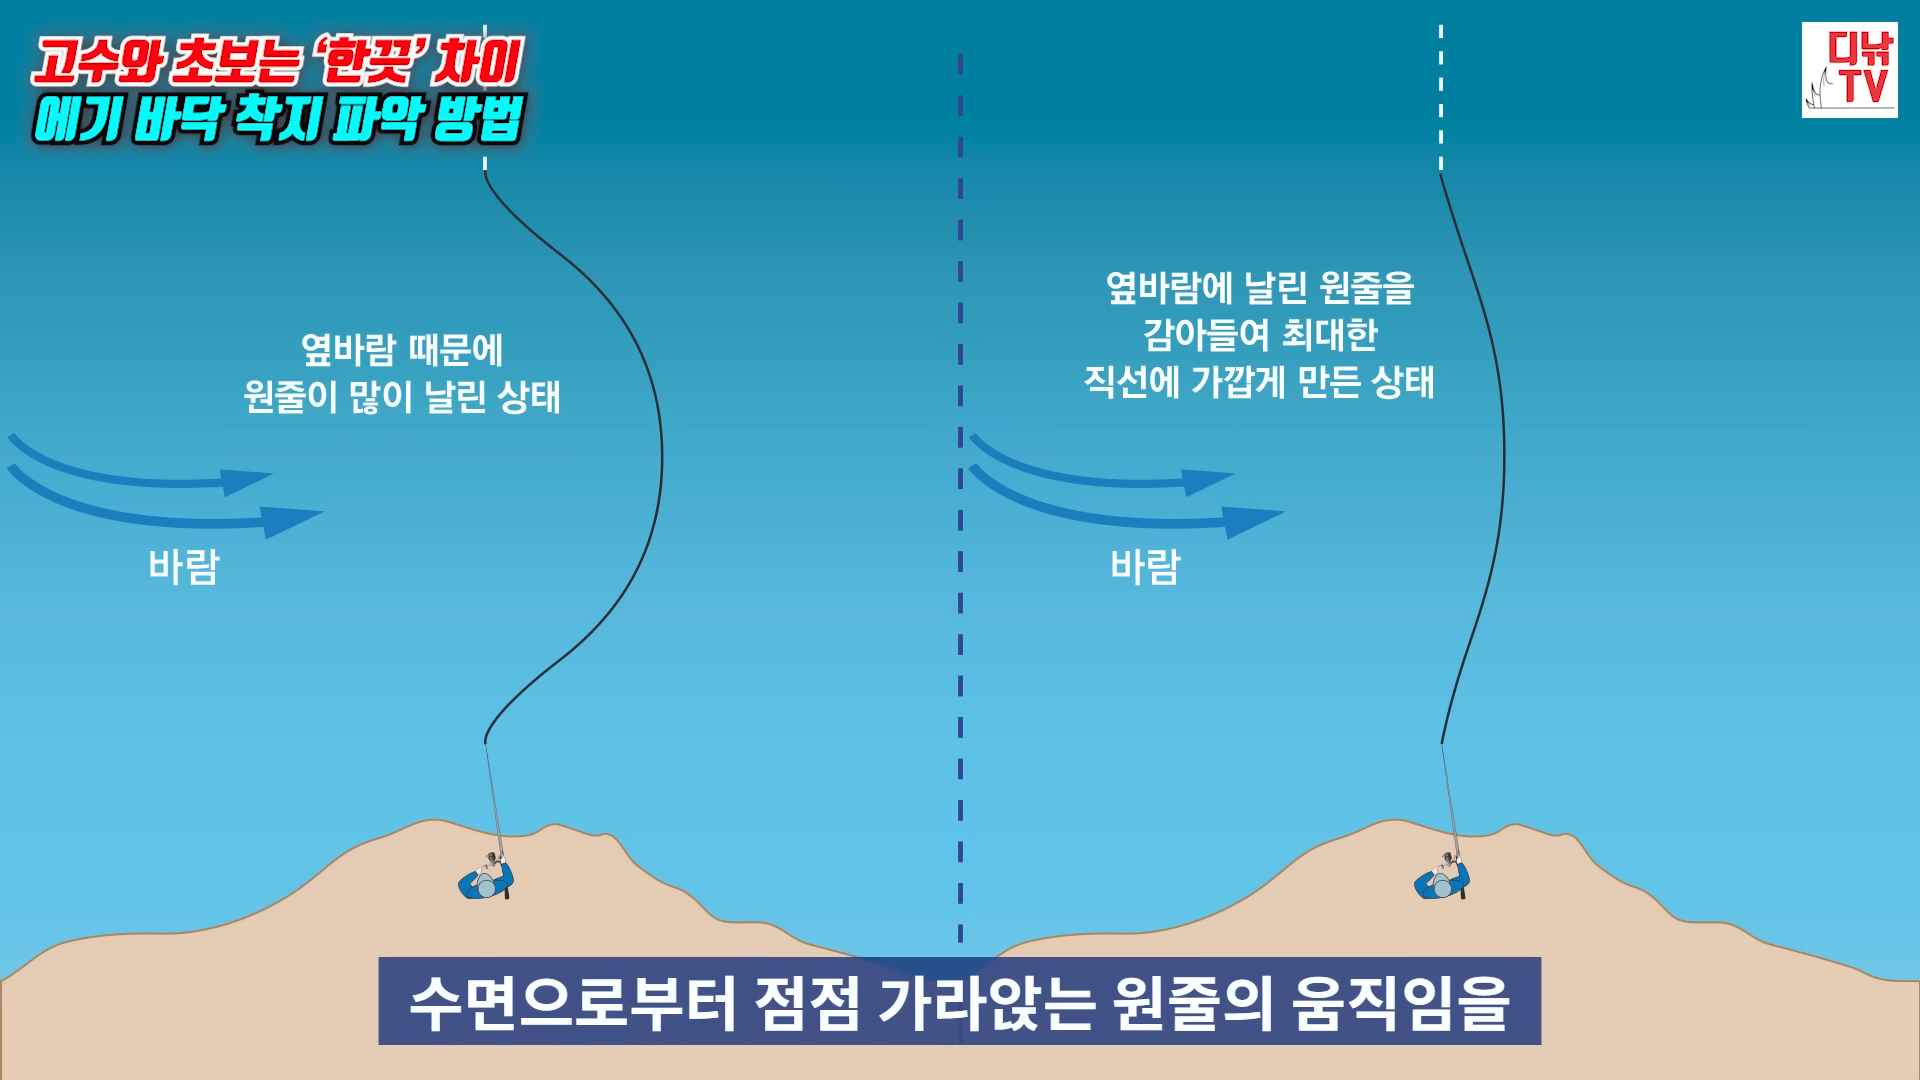 고수와 초보는 ‘한끗’ 차이
에기 바닥 착지 파악 방법
디낚
TV
옆바람 때문에
원줄이 많이 날린 상태
바람
옆바람에 날린 원줄을
감아들여 최대한
직선에 가깝게 만든 상태
바람
수면으로부터 점점 가라앉는 원줄의 움직임을